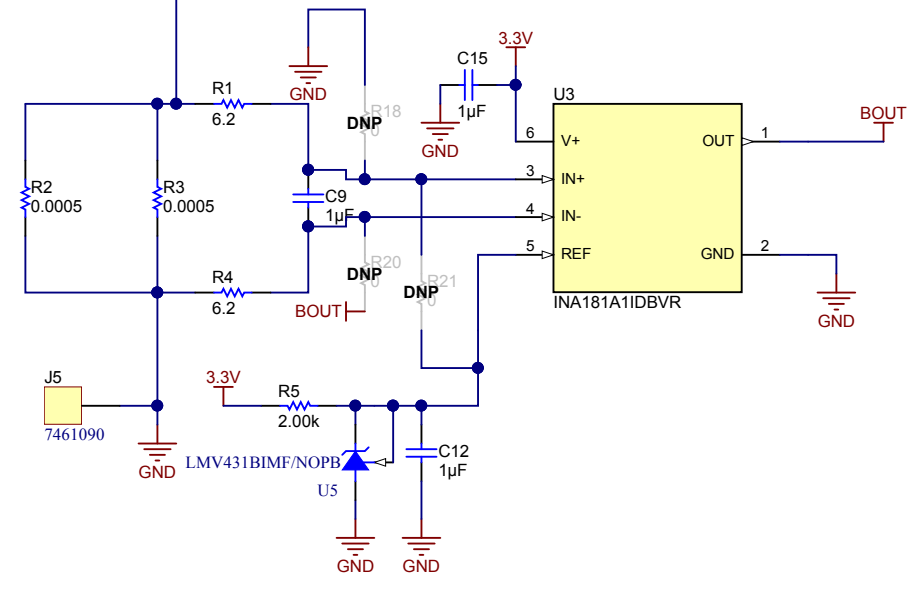 3.3V
C15
1µF
GND
GND
R1
6.2
R18
DNP
0
U3
6
V+
OUT
1
BOUT
3
IN+
4
IN-
5
REF
GND
2
INA181A1IDBVR
GND
R2
0.0005
R3
0.0005
C9
1µF
R4
6.2
R20
DNP
0
R21
DNP
0
BOUT
J5
7461090
GND
3.3V
R5
2.00k
LMV431BIMF/NOPB
U5
C12
1µF
GND
GND